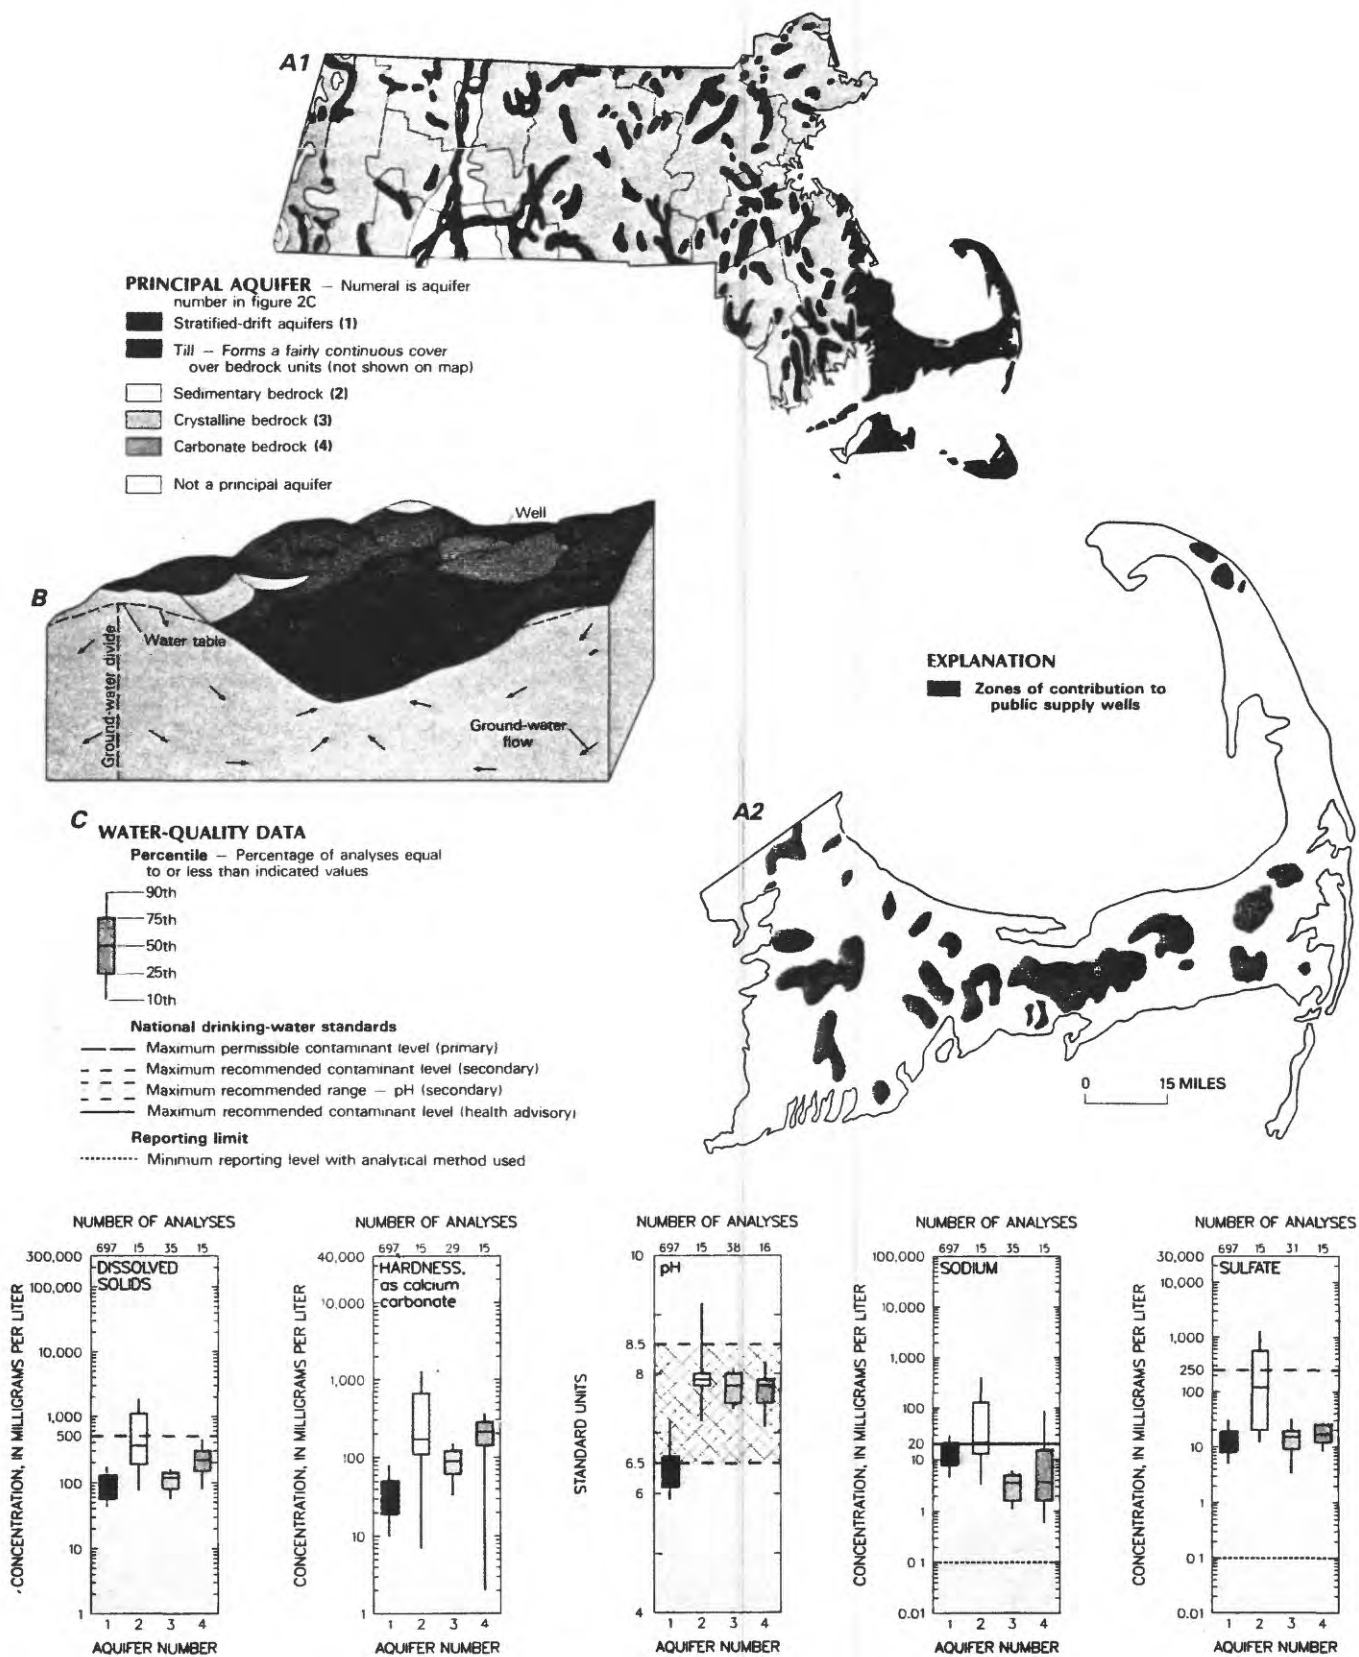 A1
PRINCIPAL AQUIFER – Numeral is aquifer
number in figure 2C
Stratified-drift aquifers (1)
Till – Forms a fairly continuous cover
over bedrock units (not shown on map)
Sedimentary bedrock (2)
Crystalline bedrock (3)
Carbonate bedrock (4)
Not a principal aquifer
B
Well
Water table
Ground-water divide
Ground-water
flow
EXPLANATION
Zones of contribution to
public supply wells
A2
0 15 MILES
C WATER-QUALITY DATA
Percentile – Percentage of analyses equal
to or less than indicated values
90th
75th
50th
25th
10th
National drinking-water standards
Maximum permissible contaminant level (primary)
Maximum recommended contaminant level (secondary)
Maximum recommended range – pH (secondary)
Maximum recommended contaminant level (health advisory)
Reporting limit
Minimum reporting level with analytical method used
NUMBER OF ANALYSES
697 15 35 15
DISSOLVED
SOLIDS
CONCENTRATION, IN MILLIGRAMS PER LITER
300,000
100,000
10,000
1,000
500
100
10
1
1 2 3 4
AQUIFER NUMBER
NUMBER OF ANALYSES
697 15 29 15
HARDNESS,
as calcium
carbonate
CONCENTRATION, IN MILLIGRAMS PER LITER
40,000
10,000
1,000
100
10
1
1 2 3 4
AQUIFER NUMBER
NUMBER OF ANALYSES
697 15 38 16
pH
STANDARD UNITS
10
8.5
8
6.5
6
4
1 2 3 4
AQUIFER NUMBER
NUMBER OF ANALYSES
697 15 35 15
SODIUM
CONCENTRATION, IN MILLIGRAMS PER LITER
100,000
10,000
1,000
100
20
10
1
0 1
0.01
1 2 3 4
AQUIFER NUMBER
NUMBER OF ANALYSES
697 15 31 15
SULFATE
CONCENTRATION, IN MILLIGRAMS PER LITER
30,000
10,000
1,000
250
100
10
1
0 1
0.01
1 2 3 4
AQUIFER NUMBER